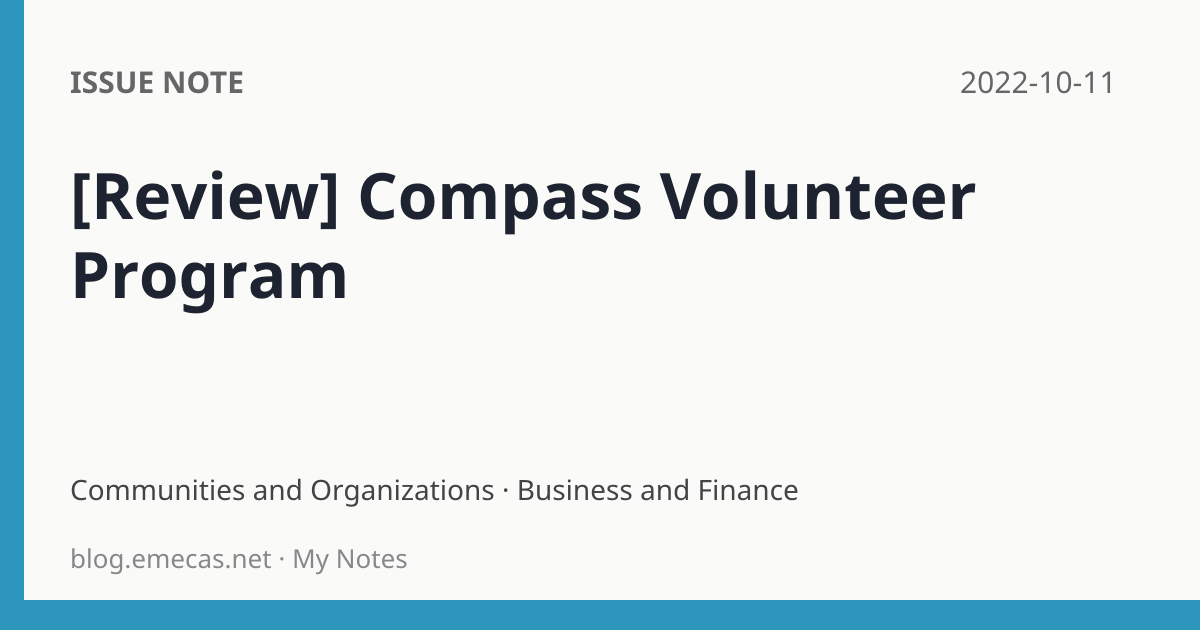 ISSUE NOTE
2022-10-11
[Review] Compass Volunteer
Program
Communities and Organizations · Business and Finance
blog.emecas.net · My Notes